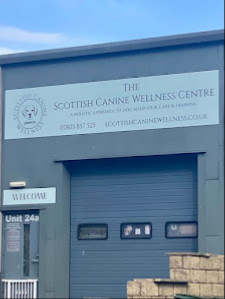 THE
SCOTTISH CANINE WELLNESS CENTRE
A HOLISTIC APPROACH TO DOG BEHAVIOUR, CARE & TRAINING
07803 857 525 SCOTTISHCANINEWELLNESS.CO.UK
WELCOME
Unit 24a